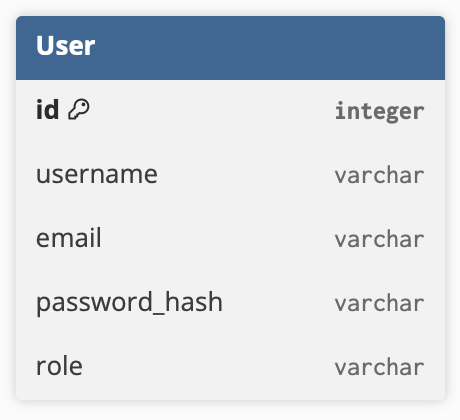 User
id integer
username varchar
email varchar
password_hash varchar
role varchar